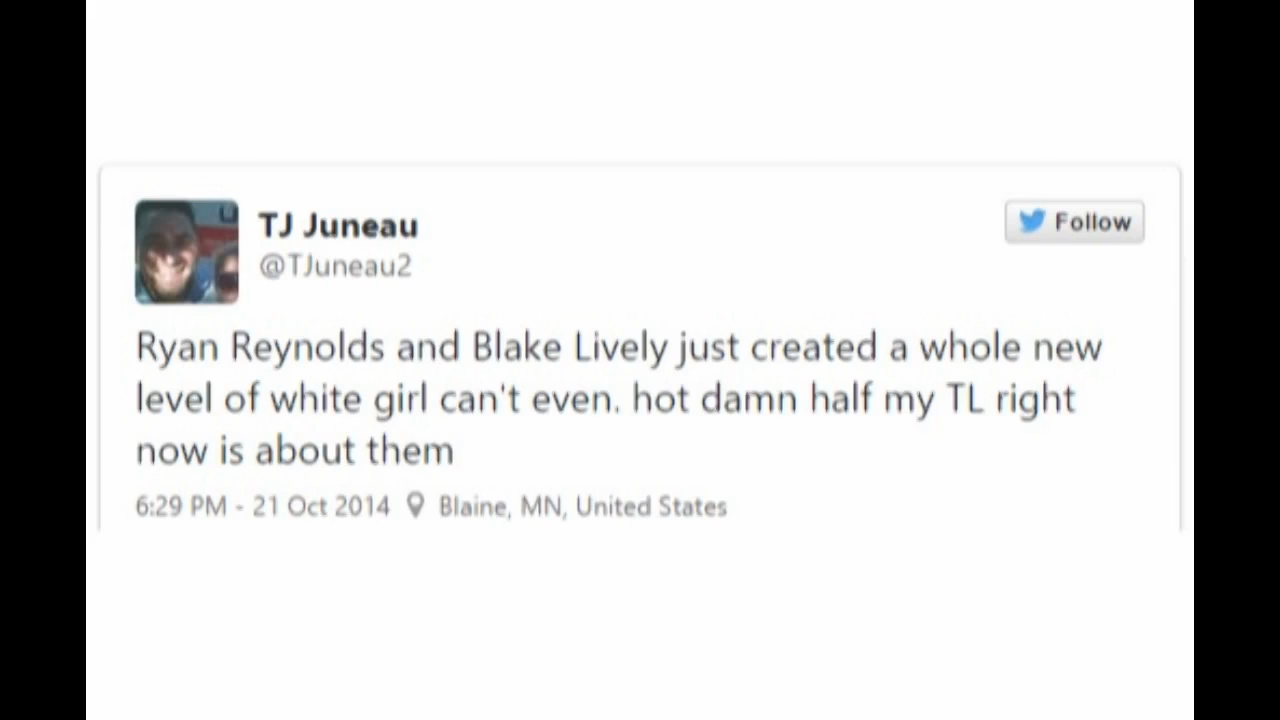 TJ Juneau
Follow
@TJuneau2
Ryan Reynolds and Blake Lively just created a whole new
level of white girl can't even. hot damn half my TL right
now is about them
6:29 PM - 21 Oct 2014 Blaine, MN, United States